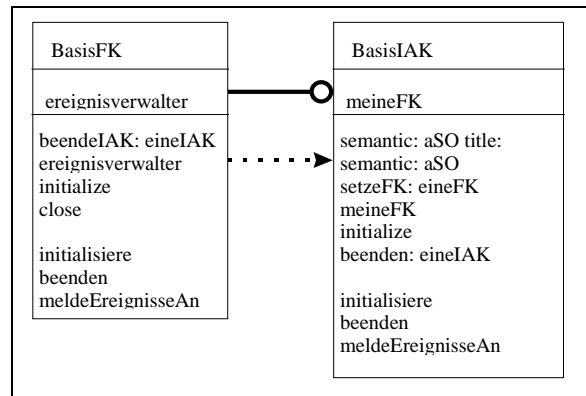 BasisFK
ereignisverwalter
beendeIAK: eineIAK
ereignisverwalter
initialize
close
initialisiere
beenden
meldeEreignisseAn
BasisIAK
meineFK
semantic: aSO title:
semantic: aSO
setzeFK: eineFK
meineFK
initialize
beenden: eineIAK
initialisiere
beenden
meldeEreignisseAn